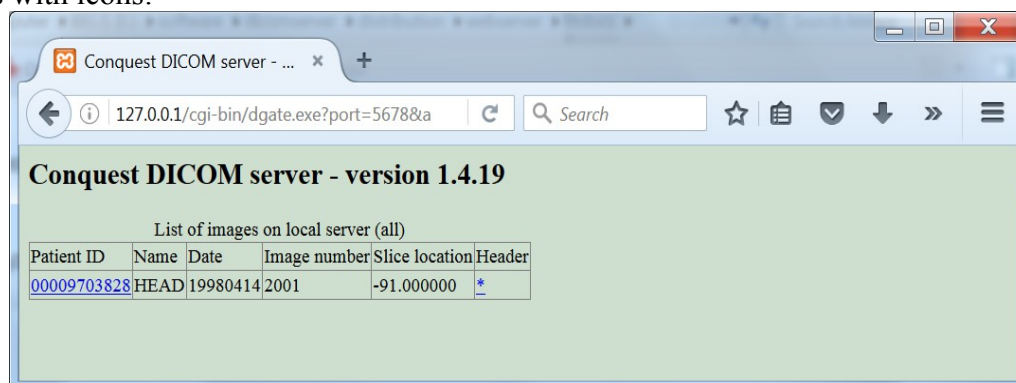 with icons:
Conquest DICOM server - ...
127.0.0.1/cgi-bin/dgate.exe?port=5678&a
Search
Conquest DICOM server - version 1.4.19
List of images on local server (all)
Patient ID Name Date Image number Slice location Header
00009703828 HEAD 19980414 2001 -91.000000 *